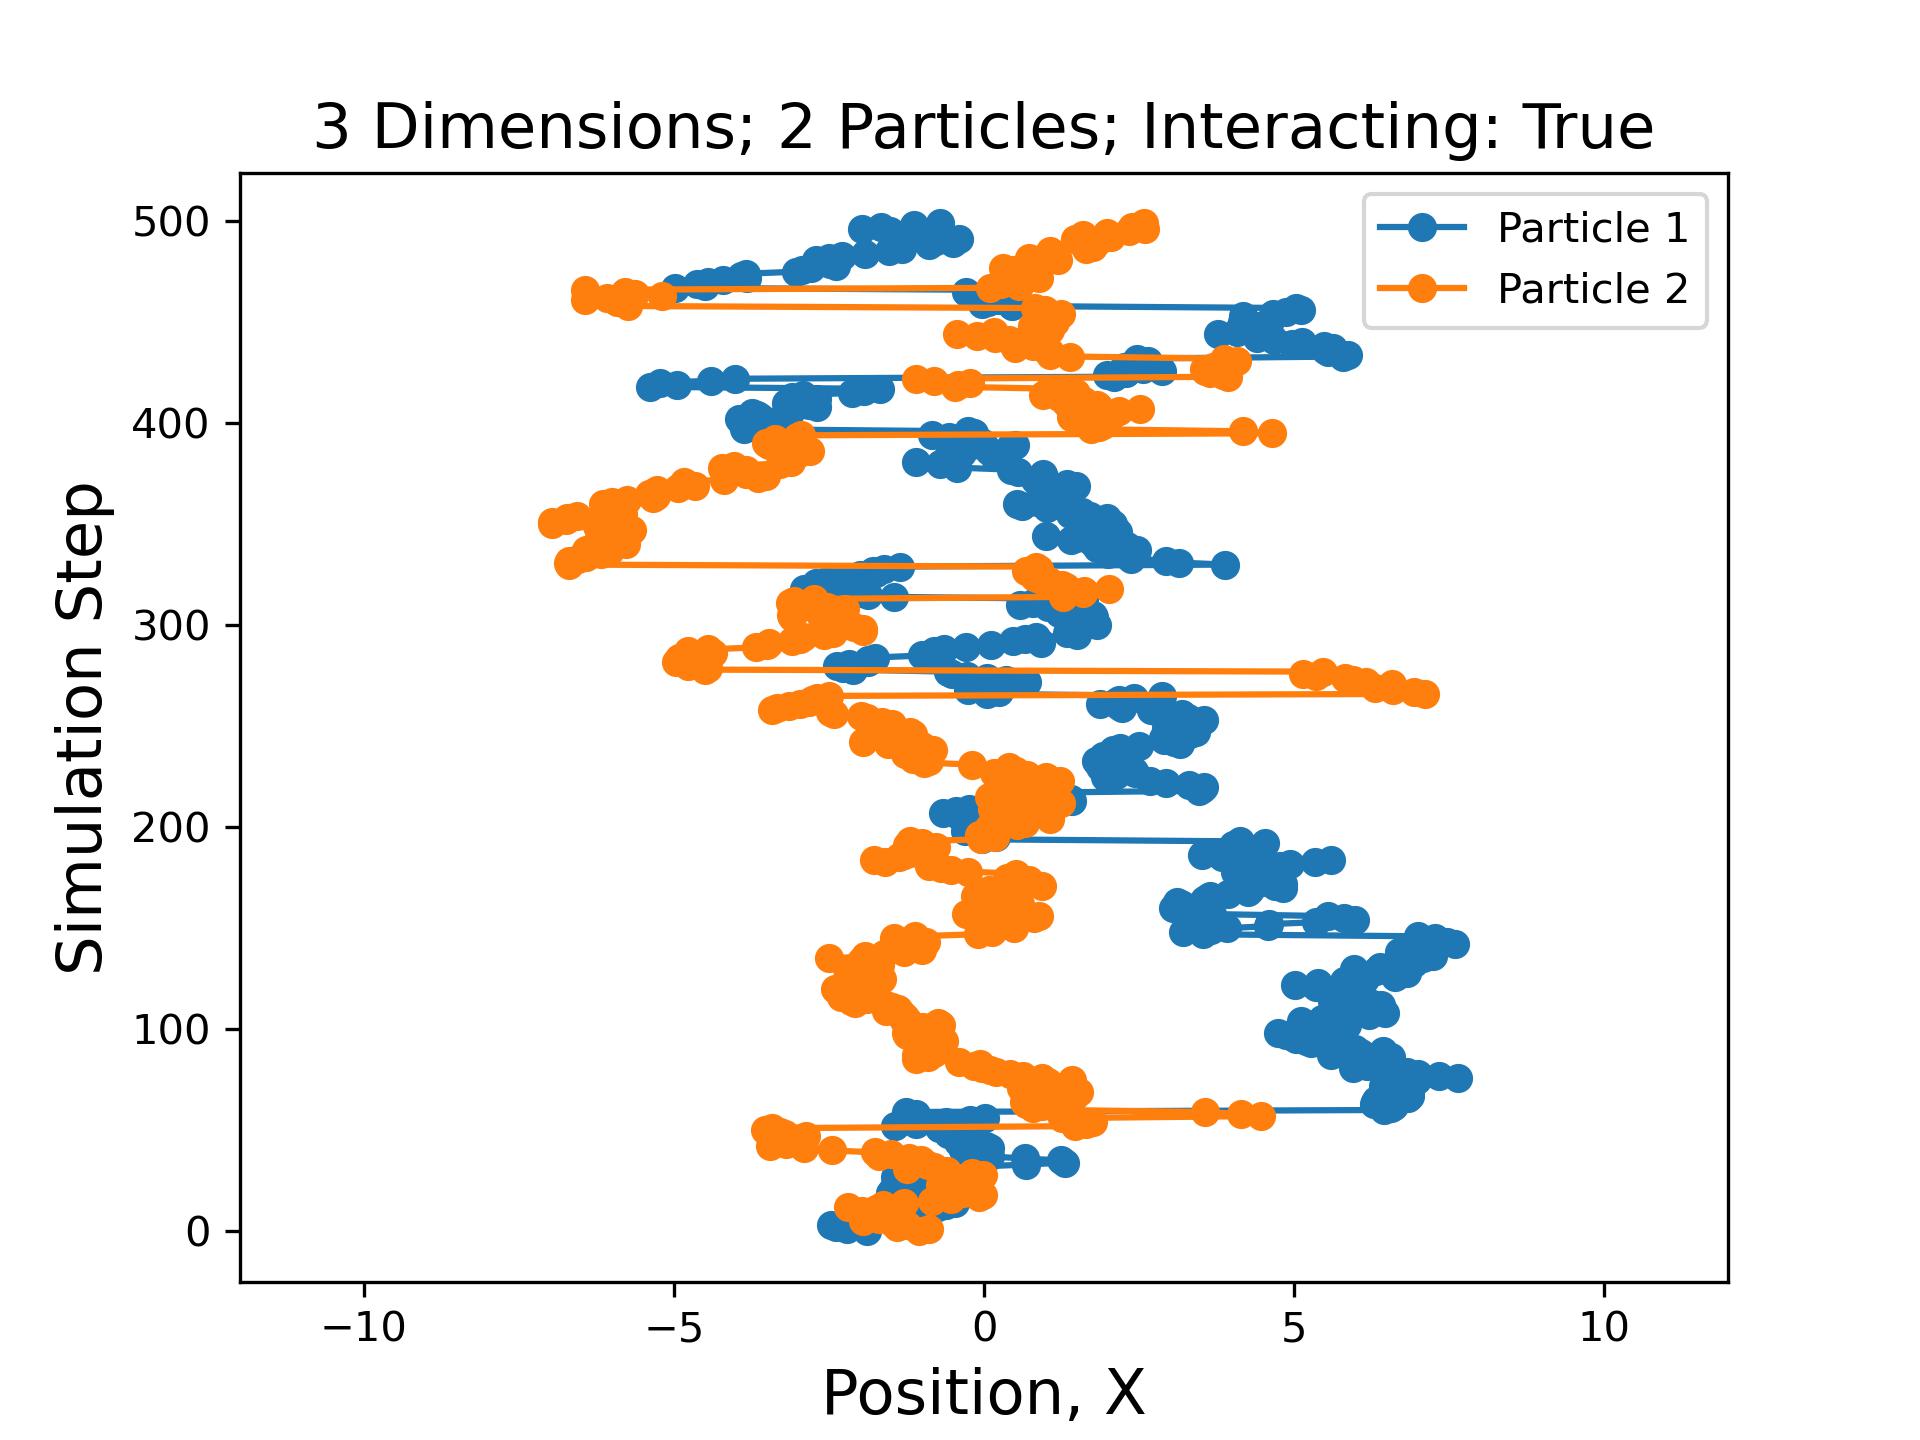 3 Dimensions; 2 Particles; Interacting: True
Particle 1
Particle 2
Simulation Step
500
400
300
200
100
0
−10
−5
0
5
10
Position, X